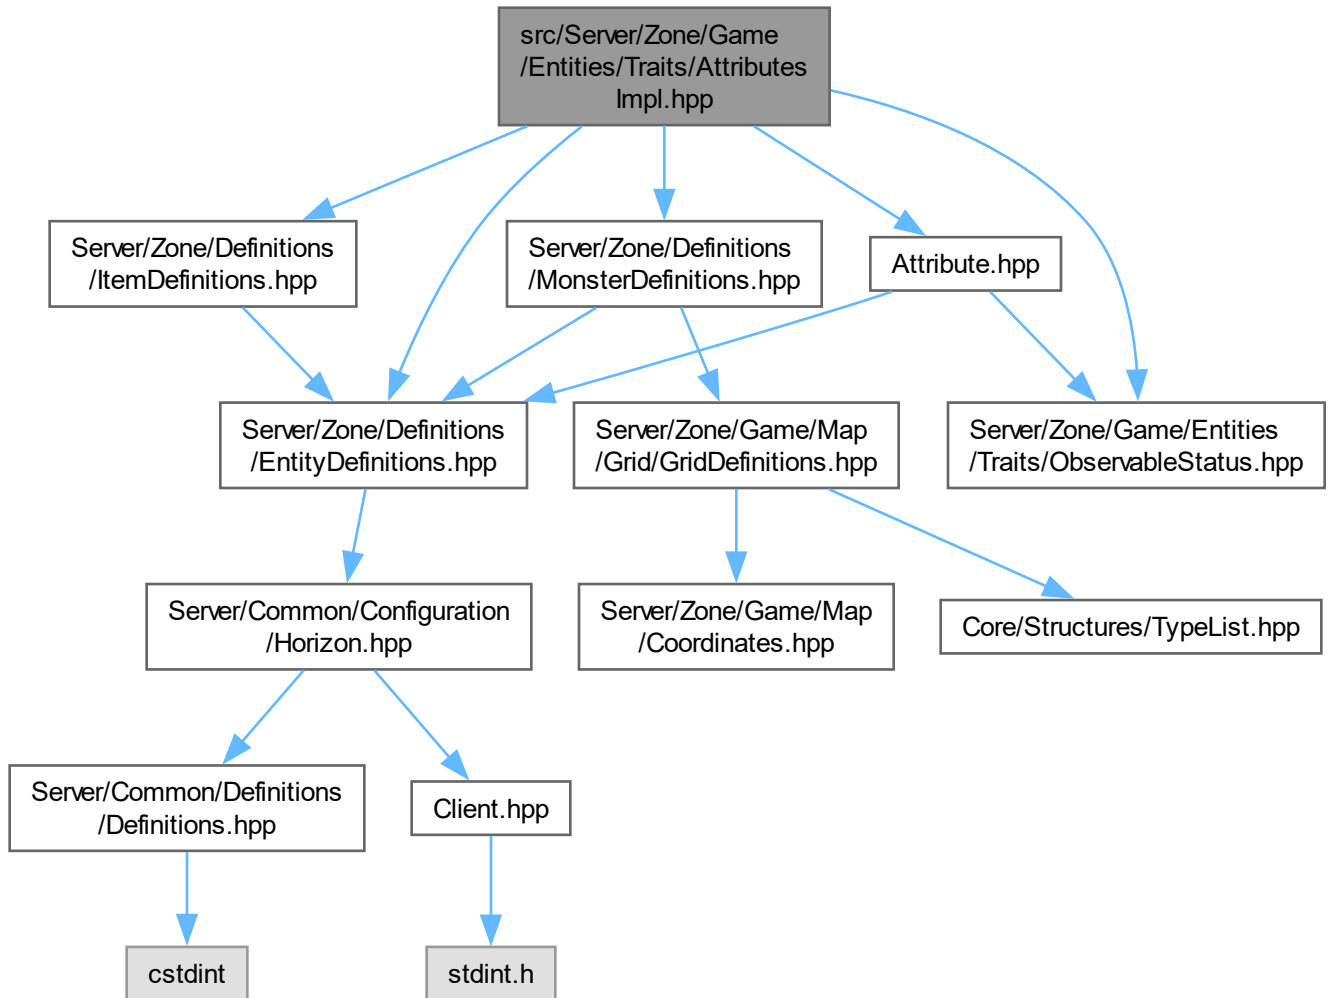 src/Server/Zone/Game
/Entities/Traits/Attributes
Impl.hpp
Server/Zone/Definitions
/ItemDefinitions.hpp
Server/Zone/Definitions
/MonsterDefinitions.hpp
Attribute.hpp
Server/Zone/Definitions
/EntityDefinitions.hpp
Server/Zone/Game/Map
/Grid/GridDefinitions.hpp
Server/Zone/Game/Entities
/Traits/ObservableStatus.hpp
Server/Common/Configuration
/Horizon.hpp
Server/Zone/Game/Map
/Coordinates.hpp
Core/Structures/TypeList.hpp
Server/Common/Definitions
/Definitions.hpp
Client.hpp
cstdint
stdint.h